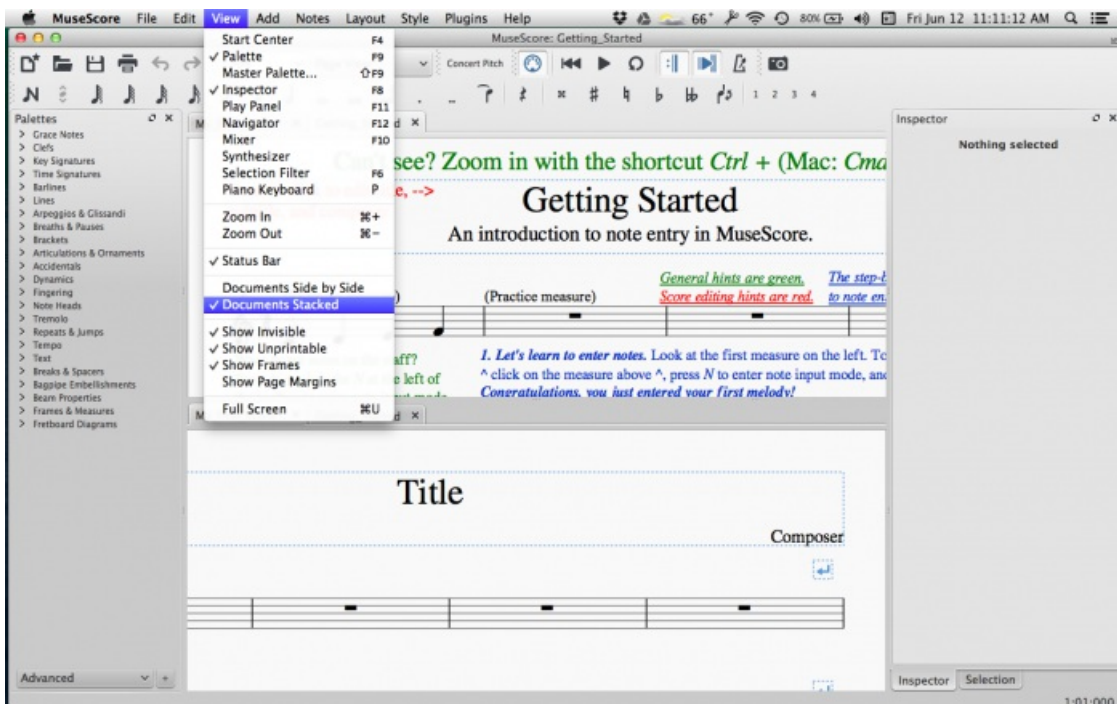 MuseScore File Edit View Add Notes Layout Style Plugins Help 66° 80% Fri Jun 12 11:11:12 AM
MuseScore: Getting_Started
Concert Pitch
N 1 2 3 4
Start Center F4
✓ Palette F9
Master Palette... ⇧F9
✓ Inspector F8
Play Panel F11
Navigator F12
Mixer F10
Synthesizer
Selection Filter F6
Piano Keyboard P
Zoom In ⌘+
Zoom Out ⌘-
✓ Status Bar
Documents Side by Side
✓ Documents Stacked
✓ Show Invisible
✓ Show Unprintable
✓ Show Frames
Show Page Margins
Full Screen ⌘U
Palettes
> Grace Notes
> Clefs
> Key Signatures
> Time Signatures
> Barlines
> Lines
> Arpeggios & Glissandi
> Breaths & Pauses
> Brackets
> Articulations & Ornaments
> Accidentals
> Dynamics
> Fingering
> Note Heads
> Tremolo
> Repeats & Jumps
> Tempo
> Text
> Breaks & Spacers
> Bagpipe Embellishments
> Beam Properties
> Frames & Measures
> Fretboard Diagrams
Advanced
see? Zoom in with the shortcut Ctrl + (Mac: Cma
e, -->
Getting Started
An introduction to note entry in MuseScore.
General hints are green. The step-b
(Practice measure) Score editing hints are red. to note en
aff? 1. Let's learn to enter notes. Look at the first measure on the left. To
e left of ^ click on the measure above ^, press N to enter note input mode, and
Congratulations, you just entered your first melody!
Title
Composer
Inspector
Nothing selected
Inspector Selection
1:01:000